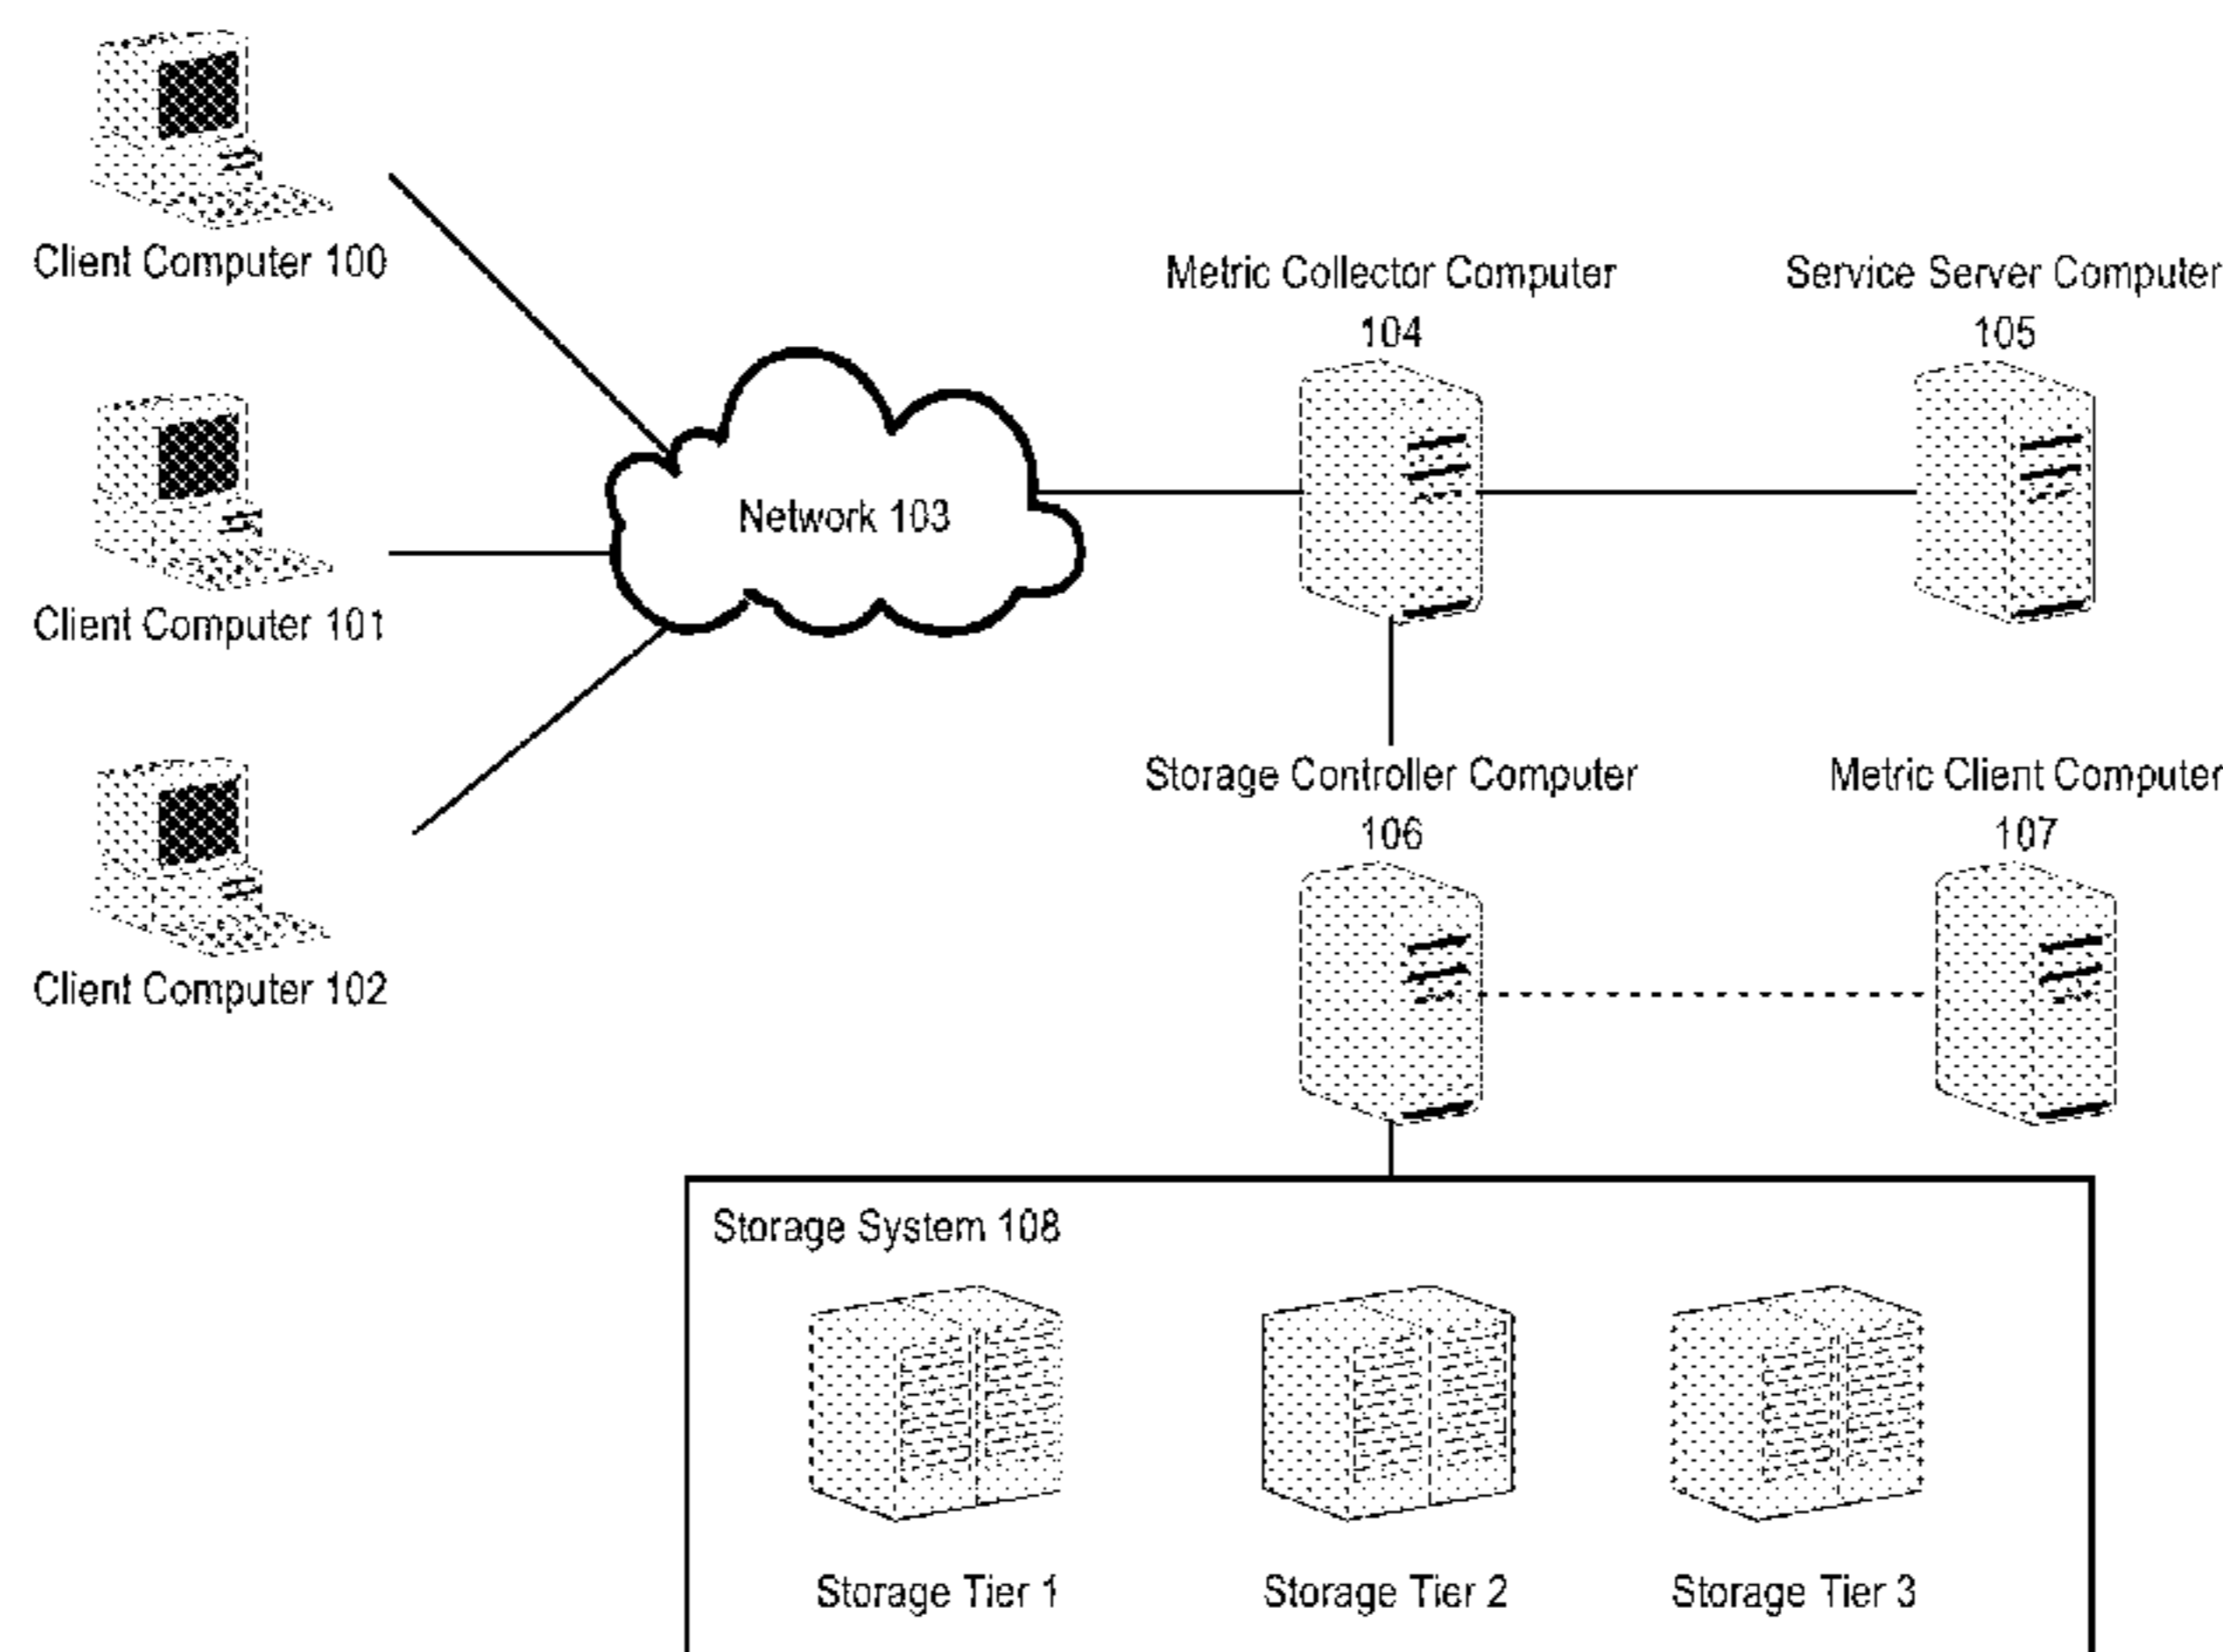 Client Computer 100
Client Computer 101
Client Computer 102
Network 103
Metric Collector Computer
104
Service Server Computer
105
Storage Controller Computer
106
Metric Client Computer
107
Storage System 108
Storage Tier 1
Storage Tier 2
Storage Tier 3